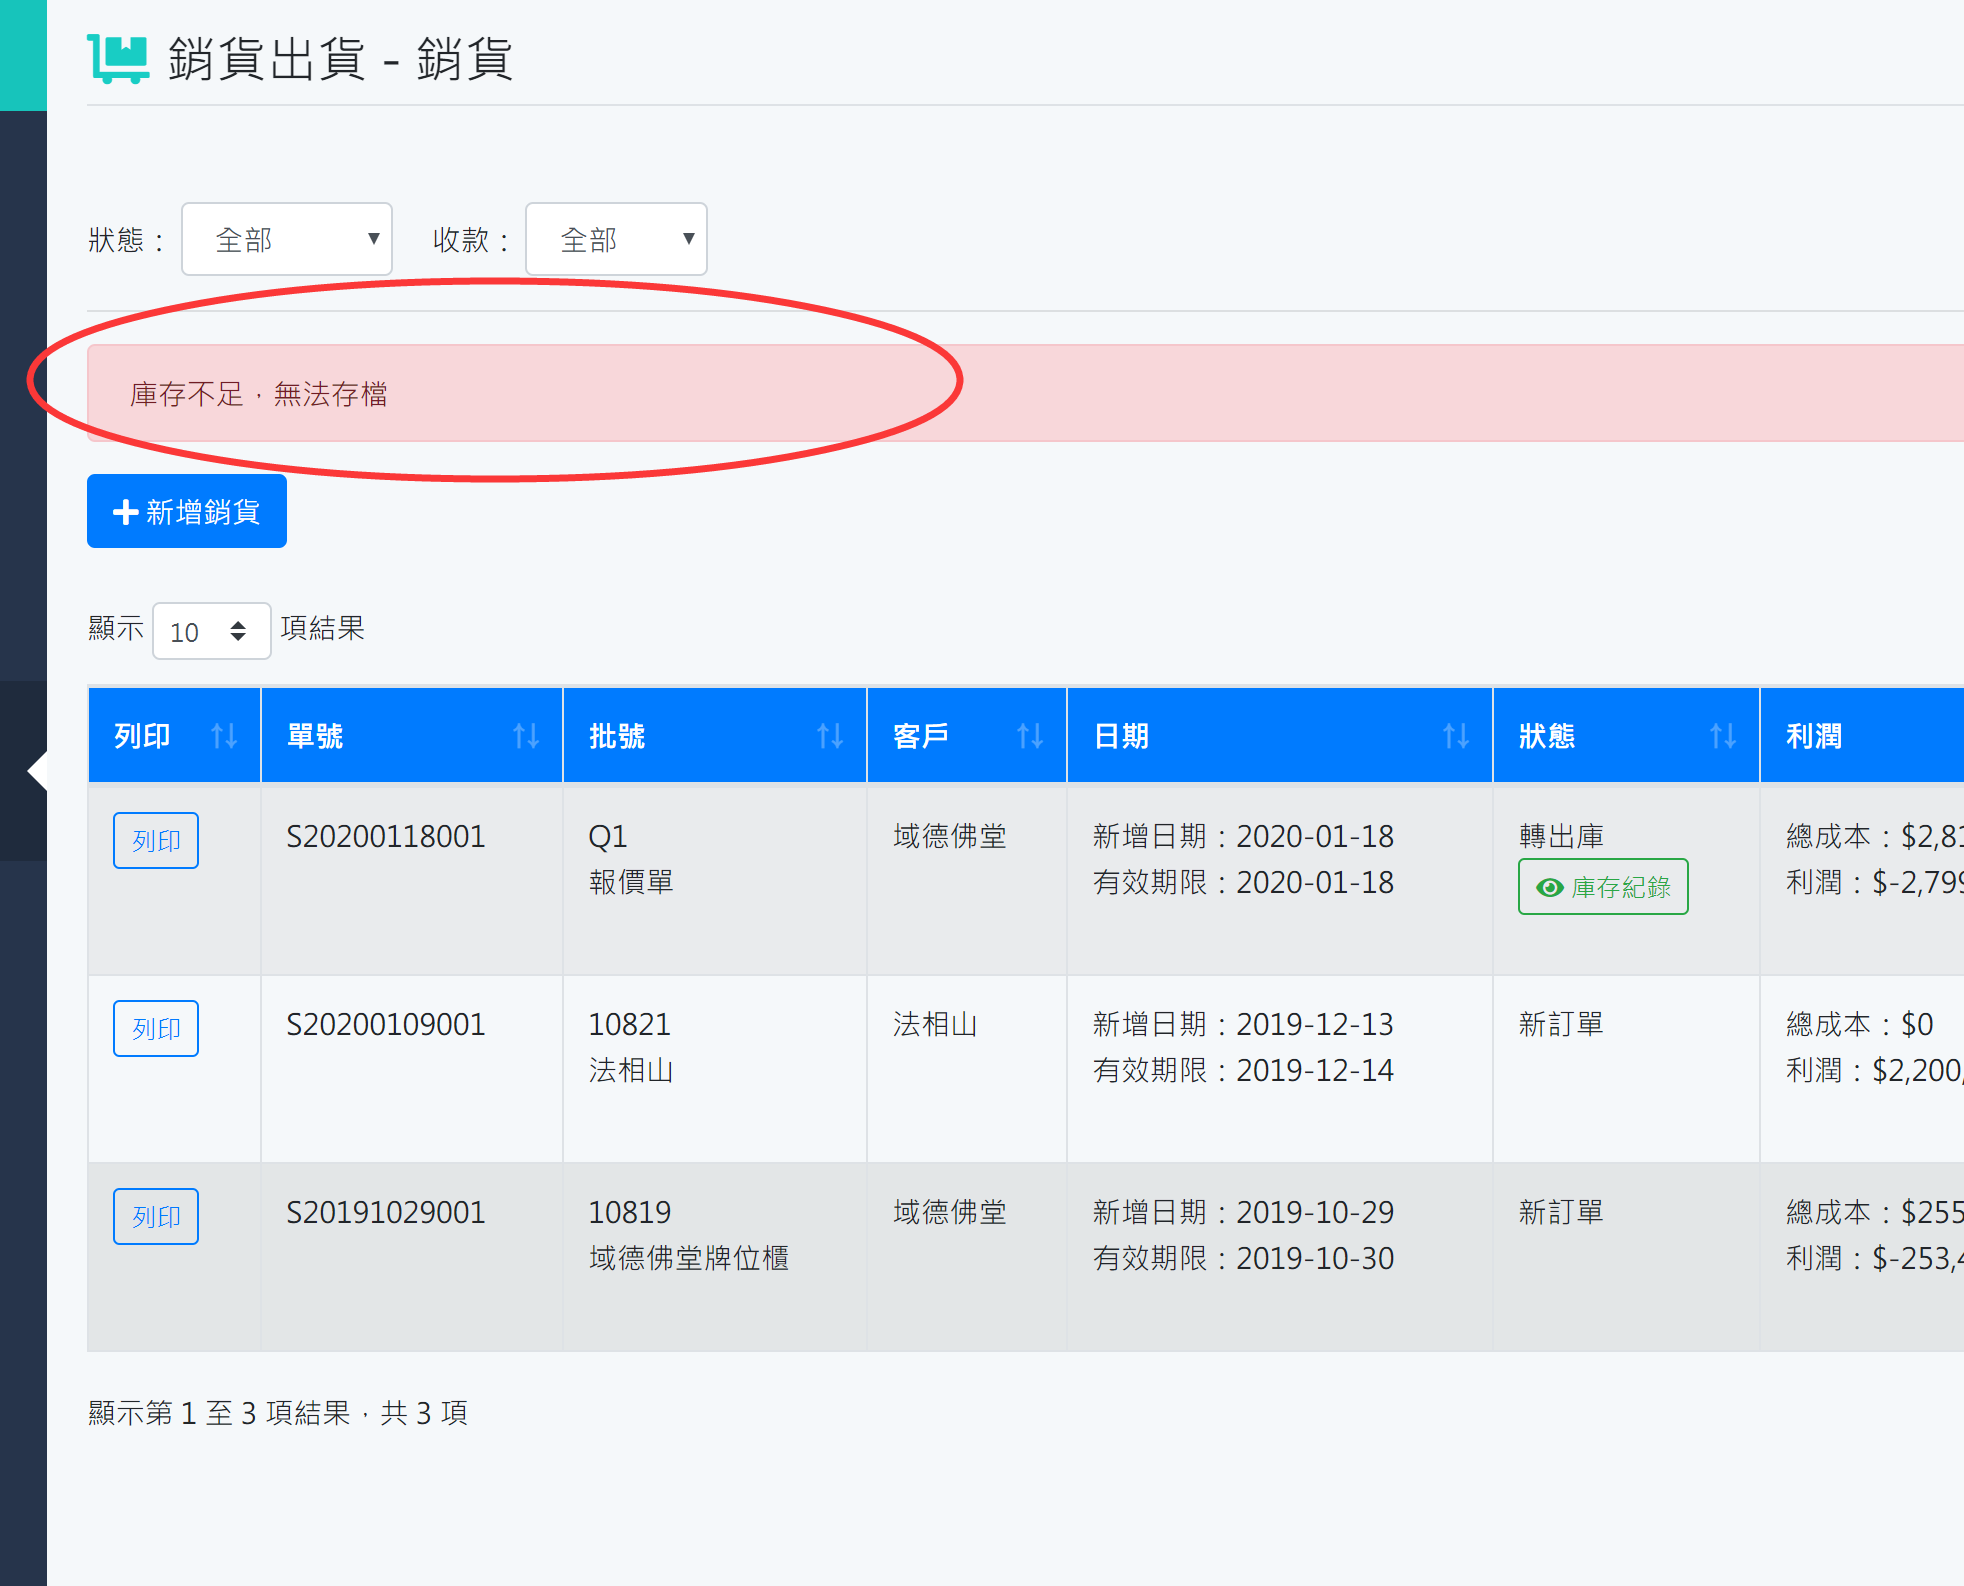 銷貨出貨 - 銷貨
狀態： 全部 收款： 全部
庫存不足，無法存檔
新增銷貨
顯示 10 項結果
列印 單號 批號 客戶 日期 狀態 利潤
列印 S20200118001 Q1 域德佛堂 新增日期：2020-01-18 轉出庫 總成本：$2,81
報價單 有效期限：2020-01-18 庫存紀錄 利潤：$-2,799
列印 S20200109001 10821 法相山 新增日期：2019-12-13 新訂單 總成本：$0
法相山 有效期限：2019-12-14 利潤：$2,200,
列印 S20191029001 10819 域德佛堂 新增日期：2019-10-29 新訂單 總成本：$255
域德佛堂牌位櫃 有效期限：2019-10-30 利潤：$-253,4
顯示第 1 至 3 項結果，共 3 項